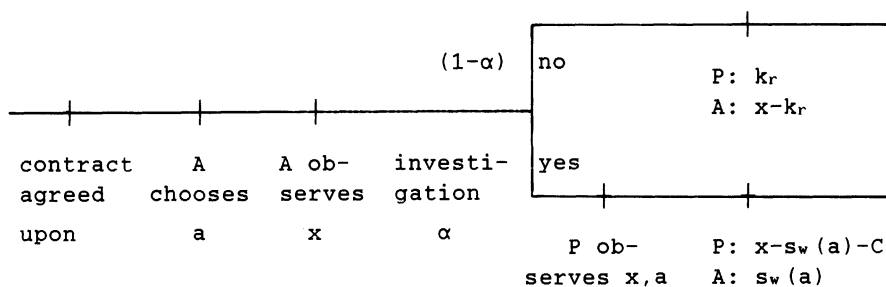 (1-α)
no
P: kr
A: x-kr
contract A A ob- investi- yes
agreed chooses serves gation
upon a x α
P ob- P: x-sw(a)-C
serves x,a A: sw(a)